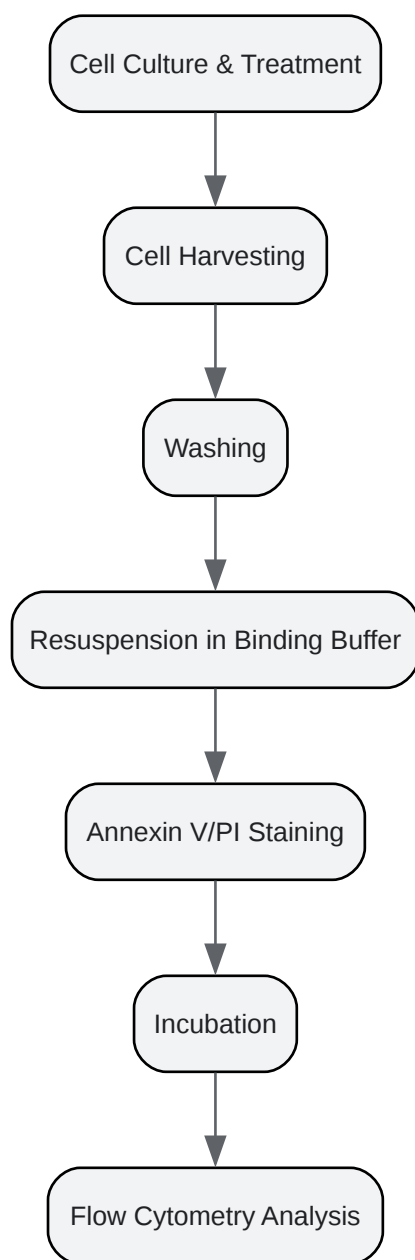 Cell Culture & Treatment
Cell Harvesting
Washing
Resuspension in Binding Buffer
Annexin V/PI Staining
Incubation
Flow Cytometry Analysis